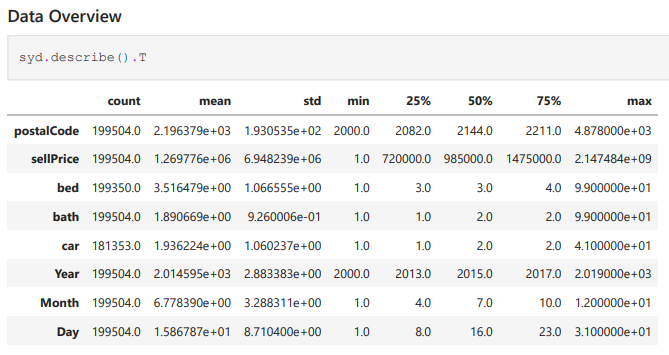 Data Overview
syd.describe().T
count mean std min 25% 50% 75% max
postalCode 199504.0 2.196379e+03 1.930535e+02 2000.0 2082.0 2144.0 2211.0 4.878000e+03
sellPrice 199504.0 1.269776e+06 6.948239e+06 1.0 720000.0 985000.0 1475000.0 2.147484e+09
bed 199350.0 3.516479e+00 1.066555e+00 1.0 3.0 3.0 4.0 9.900000e+01
bath 199504.0 1.890669e+00 9.260006e-01 1.0 1.0 2.0 2.0 9.900000e+01
car 181353.0 1.936224e+00 1.060237e+00 1.0 1.0 2.0 2.0 4.100000e+01
Year 199504.0 2.014595e+03 2.883383e+00 2000.0 2013.0 2015.0 2017.0 2.019000e+03
Month 199504.0 6.778390e+00 3.288311e+00 1.0 4.0 7.0 10.0 1.200000e+01
Day 199504.0 1.586787e+01 8.710400e+00 1.0 8.0 16.0 23.0 3.100000e+01